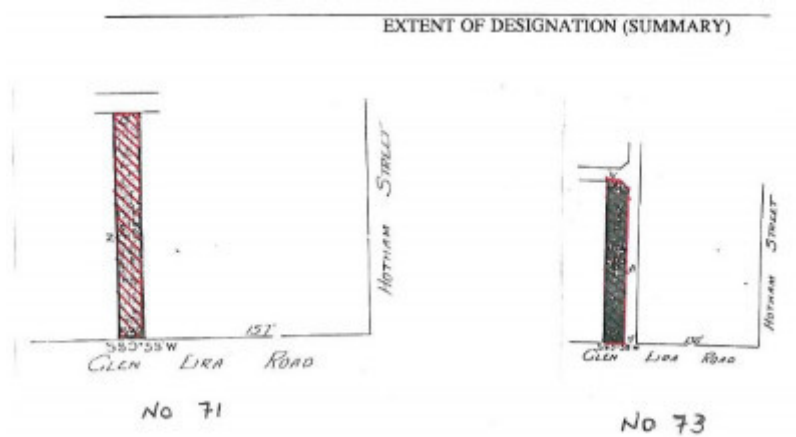 EXTENT OF DESIGNATION (SUMMARY)
HOTHAM STREET
151'
GLEN EIRA ROAD
NO 71
HOTHAM STREET
GLEN EIRA ROAD
NO 73